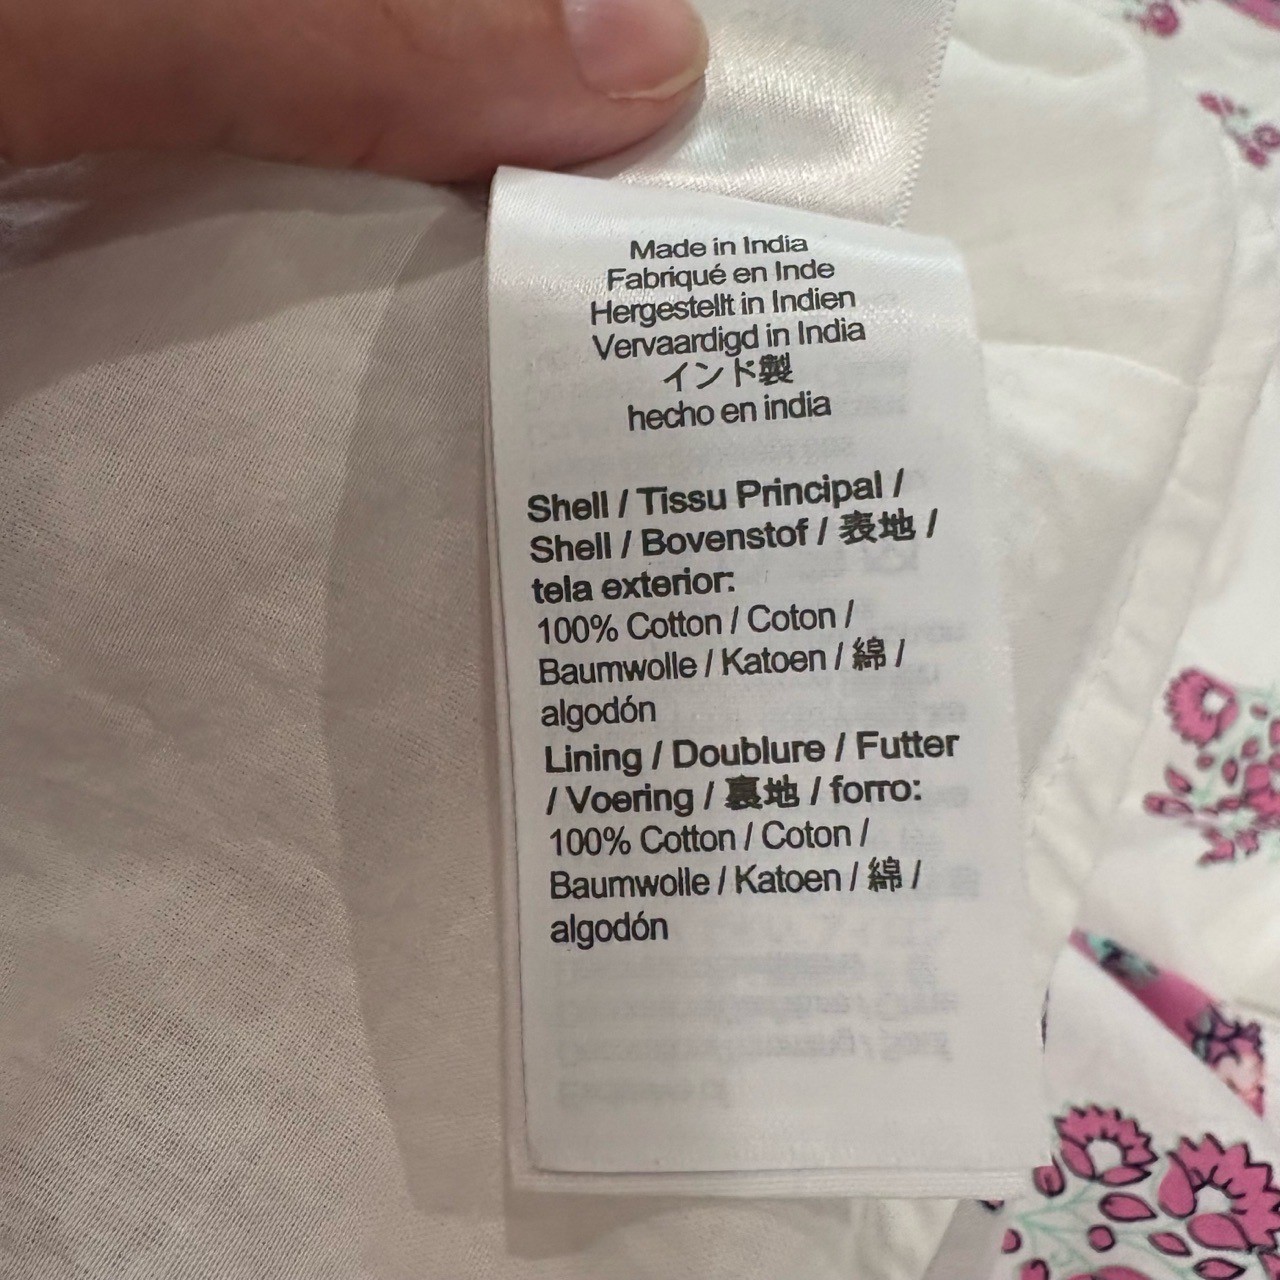 Made in India
Fabriqué en Inde
Hergestellt in Indien
Vervaardigd in India
インド製
hecho en india
Shell / Tissu Principal /
Shell / Bovenstof / 表地 /
tela exterior:
100% Cotton / Coton /
Baumwolle / Katoen / 綿 /
algodón
Lining / Doublure / Futter
/ Voering / 裏地 / forro:
100% Cotton / Coton /
Baumwolle / Katoen / 綿 /
algodón